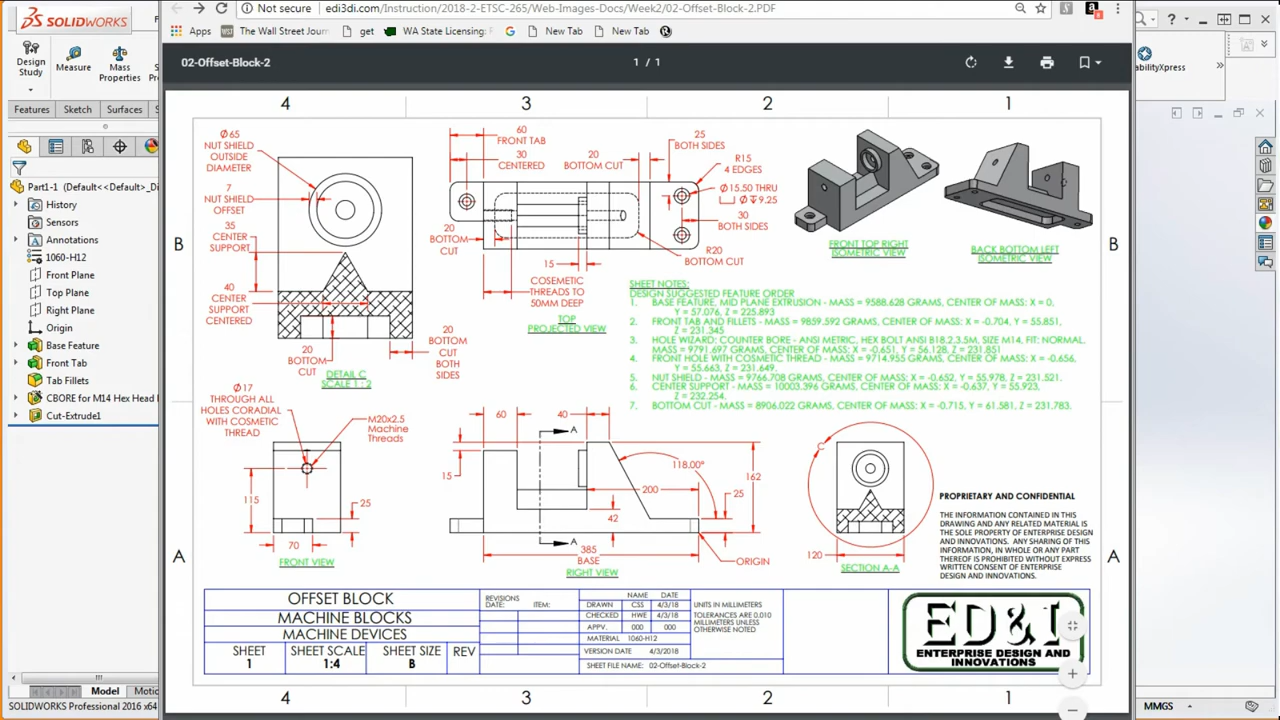 SOLIDWORKS
F
Not secure
edi3di.com/Instruction/2018-2-ETSC-265/Web-Images-Docs/Week2/02-Offset-Block-2.PDF
Apps
The Wall Street Journ
get
WA State Licensing:
New Tab
New Tab
Design Study
Measure
Mass Properties
Features
Sketch
Surfaces
abilityXpress
02-Offset-Block-2
1 / 1
Part1-1 (Default<<Default>_Di
History
Sensors
Annotations
1060-H12
Front Plane
Top Plane
Right Plane
Origin
Base Feature
Front Tab
Tab Fillets
CBORE for M14 Hex Head
Cut-Extrude1
4
3
2
1
B
B
Ø65
NUT SHIELD
OUTSIDE
DIAMETER
7
NUT SHIELD
OFFSET
35
CENTER
SUPPORT
40
CENTER
SUPPORT
CENTERED
20
BOTTOM
CUT
DETAIL C
SCALE 1 : 2
20
BOTTOM
CUT
BOTH
SIDES
60
FRONT TAB
30
CENTERED
20
BOTTOM CUT
25
BOTH SIDES
R15
4 EDGES
Ø15.50 THRU
⌴ Ø ↧ 9.25
30
BOTH SIDES
R20
BOTTOM CUT
20
BOTTOM
CUT
15
COSEMETIC
THREADS TO
50MM DEEP
TOP
PROJECTED VIEW
FRONT TOP RIGHT
ISOMETRIC VIEW
BACK BOTTOM LEFT
ISOMETRIC VIEW
SHEET NOTES:
DESIGN SUGGESTED FEATURE ORDER
1. BASE FEATURE, MID PLANE EXTRUSION - MASS = 9588.628 GRAMS, CENTER OF MASS: X = 0,
Y = 57.076, Z = 225.893
2. FRONT TAB AND FILLETS - MASS = 9859.592 GRAMS, CENTER OF MASS: X = -0.704, Y = 55.851,
Z = 231.345
3. HOLE WIZARD: COUNTER BORE - ANSI METRIC, HEX BOLT ANSI B18.2.3.5M, SIZE M14, FIT: NORMAL,
MASS = 9791.697 GRAMS, CENTER OF MASS: X = -0.651, Y = 56.128, Z = 231.851
4. FRONT HOLE WITH COSMETIC THREAD - MASS = 9714.955 GRAMS, CENTER OF MASS: X = -0.656,
Y = 55.663, Z = 231.649.
5. NUT SHIELD - MASS = 9766.708 GRAMS, CENTER OF MASS: X = -0.652, Y = 55.978, Z = 231.521.
6. CENTER SUPPORT - MASS = 10003.396 GRAMS, CENTER OF MASS: X = -0.637, Y = 55.923,
Z = 232.254.
7. BOTTOM CUT - MASS = 8906.022 GRAMS, CENTER OF MASS: X = -0.715, Y = 61.581, Z = 231.783.
Ø17
THROUGH ALL
HOLES CORADIAL
WITH COSMETIC
THREAD
M20x2.5
Machine
Threads
115
25
70
FRONT VIEW
60
40
A
15
118.00°
200
42
162
25
A
385
BASE
RIGHT VIEW
ORIGIN
C
120
SECTION A-A
A
A
PROPRIETARY AND CONFIDENTIAL
THE INFORMATION CONTAINED IN THIS
DRAWING AND ANY RELATED MATERIAL IS
THE SOLE PROPERTY OF ENTERPRISE DESIGN
AND INNOVATIONS. ANY SHARING OF THIS
INFORMATION, IN WHOLE OR ANY PART
THEREOF IS PROHIBITED WITHOUT EXPRESS
WRITTEN CONSENT OF ENTERPRISE
DESIGN AND INNOVATIONS.
OFFSET BLOCK
MACHINE BLOCKS
MACHINE DEVICES
SHEET
1
SHEET SCALE
1:4
SHEET SIZE
B
REV
REVISIONS
DATE: ITEM:
NAME DATE
DRAWN CSS 4/3/18
CHECKED HWE 4/3/18
APPV. 000 000
MATERIAL 1060-H12
VERSION DATE 4/3/2018
SHEET FILE NAME: 02-Offset-Block-2
UNITS IN MILLIMETERS
TOLERANCES ARE 0.010
MILLIMETERS UNLESS
OTHERWISE NOTED
ED&I
ENTERPRISE DESIGN AND
INNOVATIONS
4
3
2
1
Model
Motic
SOLIDWORKS Professional 2016 x64
MMGS